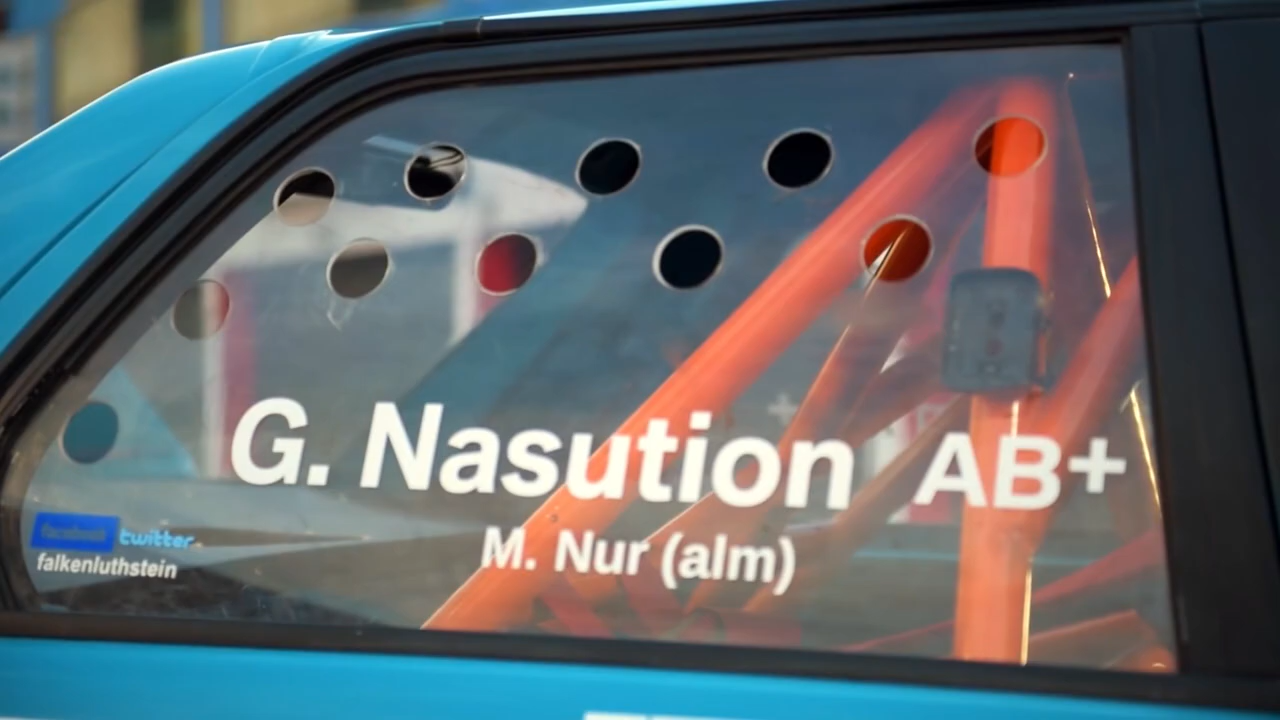 G. Nasution AB+
M. Nur (alm)
facebook twitter
falkenluthstein